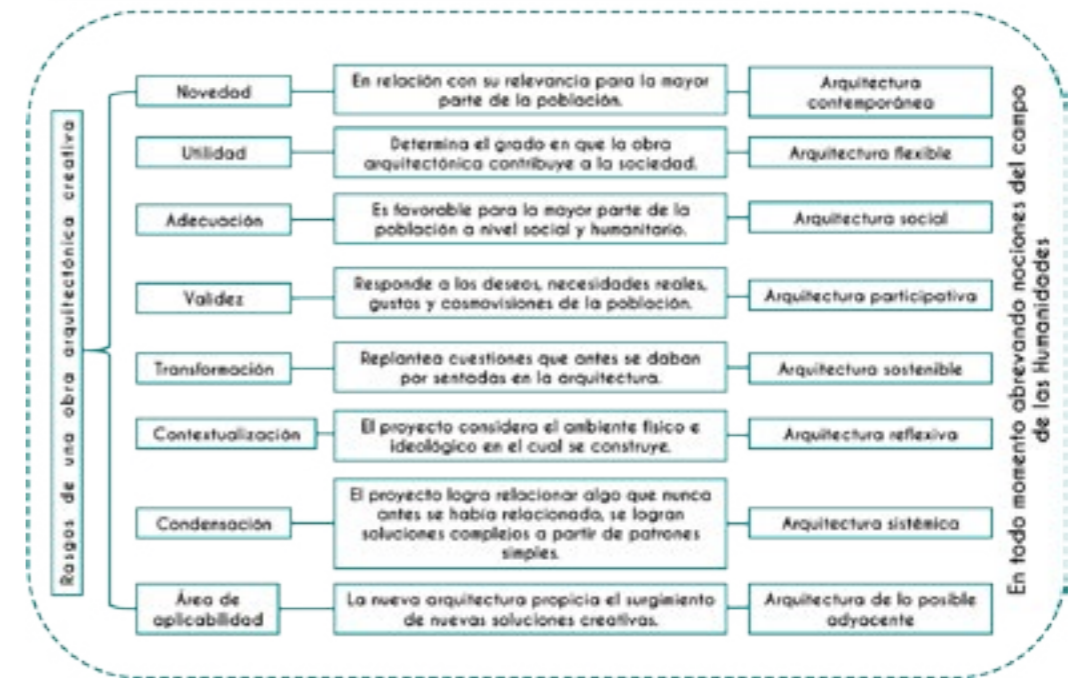 Rasgos de una obra arquitectónica creativa
Novedad
En relación con su relevancia para la mayor
parte de la población.
Arquitectura
contemporánea
Utilidad
Determina el grado en que la obra
arquitectónica contribuye a la sociedad.
Arquitectura flexible
Adecuación
Es favorable para la mayor parte de la
población a nivel social y humanitario.
Arquitectura social
Validez
Responde a los deseos, necesidades reales,
gustos y cosmovisiones de la población.
Arquitectura participativa
Transformación
Replantea cuestiones que antes se daban
por sentadas en la arquitectura.
Arquitectura sostenible
Contextualización
El proyecto considera el ambiente físico e
ideológico en el cual se construye.
Arquitectura reflexiva
Condensación
El proyecto logra relacionar algo que nunca
antes se había relacionado, se logran
soluciones complejas a partir de patrones
simples.
Arquitectura sistémica
Área de
aplicabilidad
La nueva arquitectura propicia el surgimiento
de nuevas soluciones creativas.
Arquitectura de lo posible
adyacente
En todo momento abrevando nociones del campo
de las Humanidades